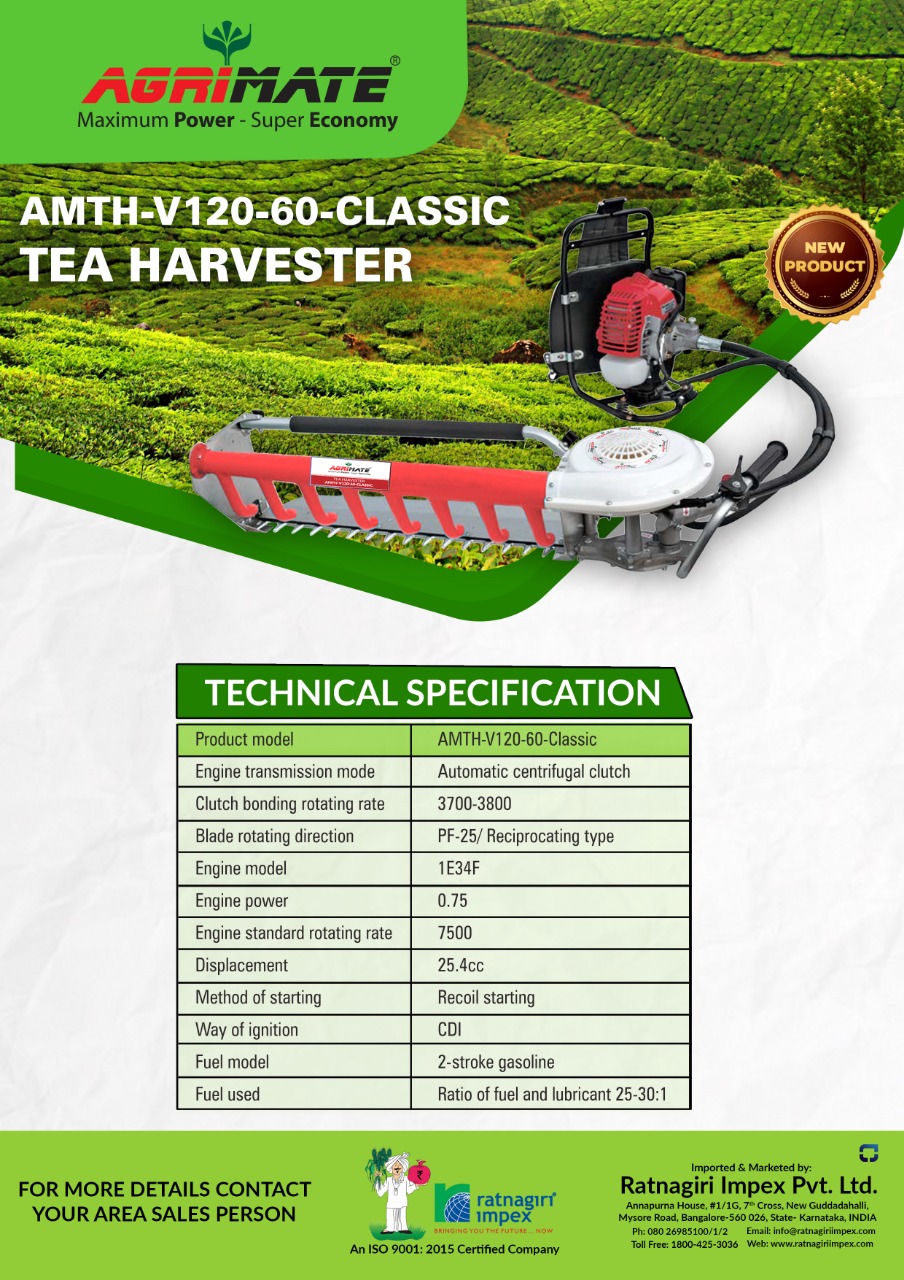 AGRIMATE®
Maximum Power - Super Economy
AMTH-V120-60-CLASSIC
TEA HARVESTER
NEW
PRODUCT
AGRIMATE
TEA HARVESTER
AMTH-V120-60-CLASSIC
TECHNICAL SPECIFICATION
Product model AMTH-V120-60-Classic
Engine transmission mode Automatic centrifugal clutch
Clutch bonding rotating rate 3700-3800
Blade rotating direction PF-25/ Reciprocating type
Engine model 1E34F
Engine power 0.75
Engine standard rotating rate 7500
Displacement 25.4cc
Method of starting Recoil starting
Way of ignition CDI
Fuel model 2-stroke gasoline
Fuel used Ratio of fuel and lubricant 25-30:1
FOR MORE DETAILS CONTACT
YOUR AREA SALES PERSON
₹
ratnagiri®
impex
BRINGING YOU THE FUTURE... NOW
An ISO 9001: 2015 Certified Company
Imported & Marketed by:
Ratnagiri Impex Pvt. Ltd.
Annapurna House, #1/1G, 7th Cross, New Guddadahalli,
Mysore Road, Bangalore-560 026, State- Karnataka, INDIA
Ph: 080 26985100/1/2 Email: info@ratnagiriimpex.com
Toll Free: 1800-425-3036 Web: www.ratnagiriimpex.com